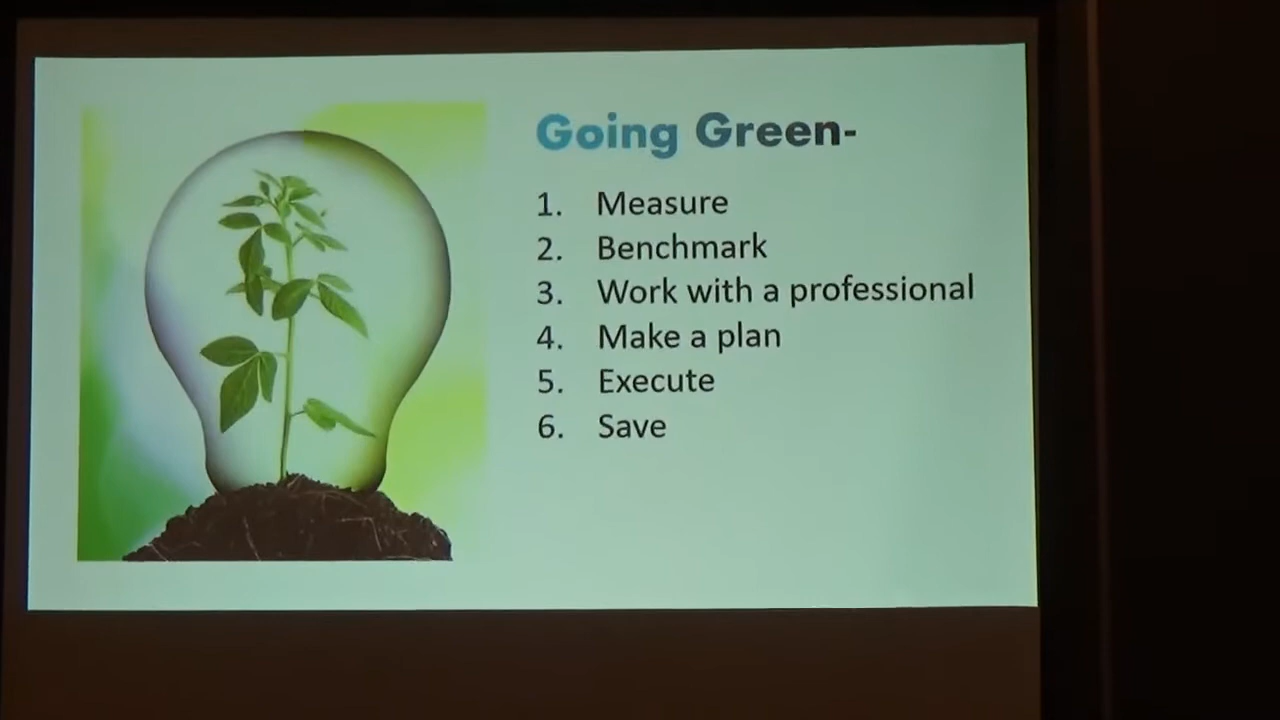 Going Green-
1. Measure
2. Benchmark
3. Work with a professional
4. Make a plan
5. Execute
6. Save